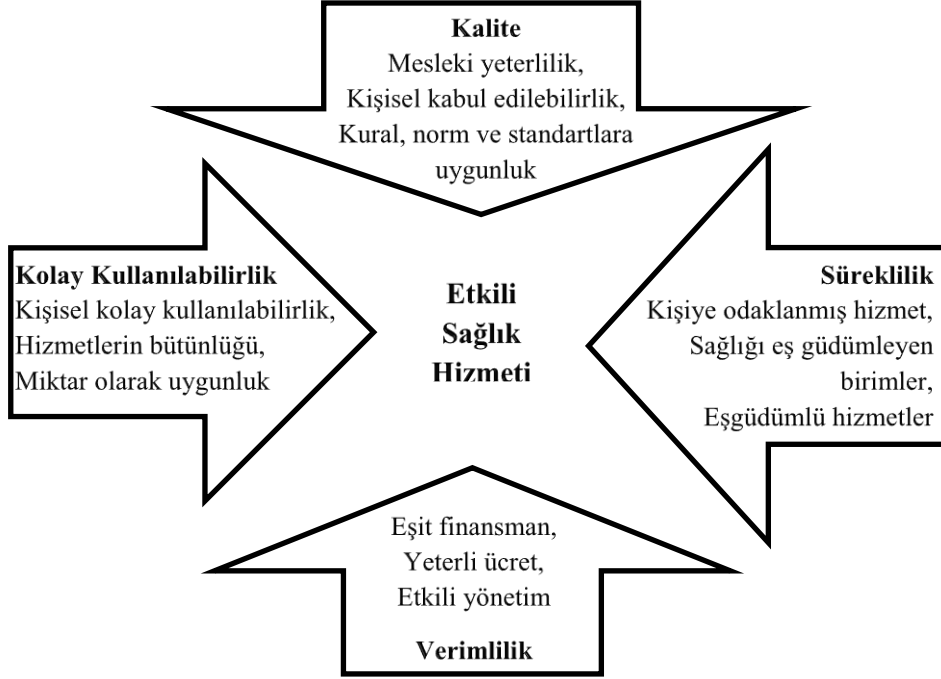 Kalite
Mesleki yeterlilik,
Kişisel kabul edilebilirlik,
Kural, norm ve standartlara
uygunluk
Kolay Kullanılabilirlik
Kişisel kolay kullanılabilirlik,
Hizmetlerin bütünlüğü,
Miktar olarak uygunluk
Etkili
Sağlık
Hizmeti
Süreklilik
Kişiye odaklanmış hizmet,
Sağlığı eş güdümleyen
birimler,
Eşgüdümlü hizmetler
Eşit finansman,
Yeterli ücret,
Etkili yönetim
Verimlilik